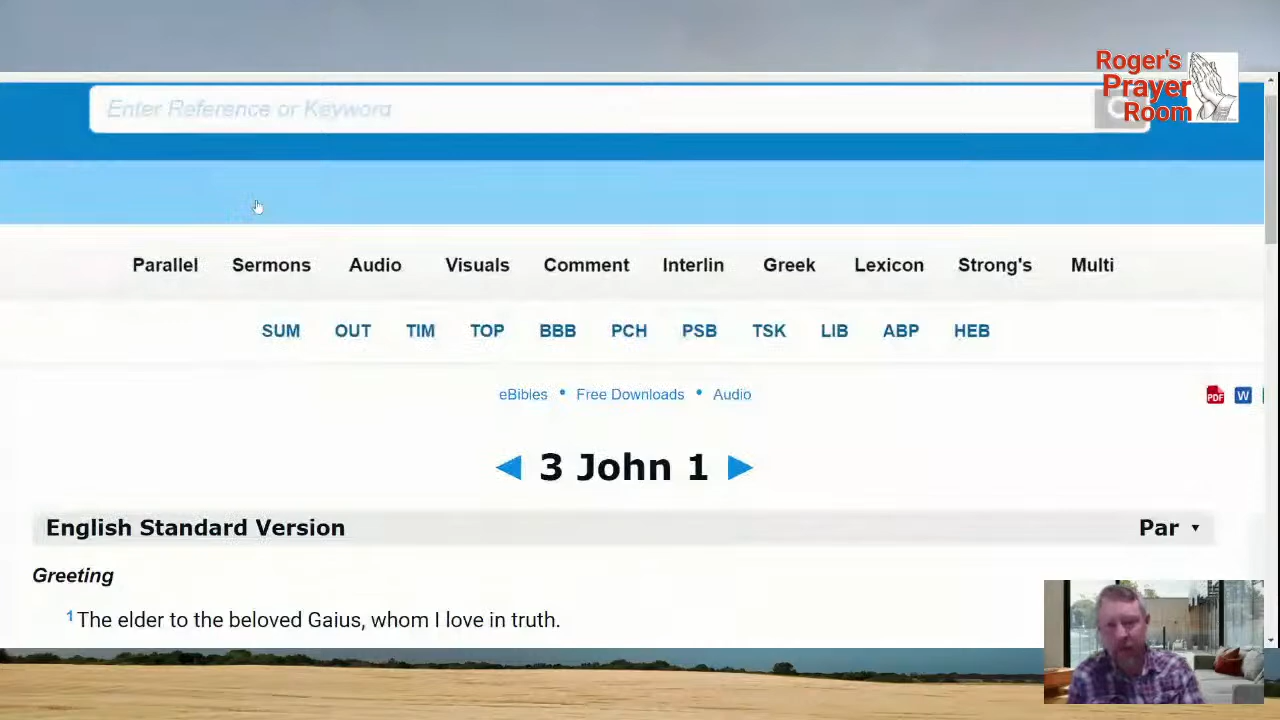 Roger's
Prayer
Room
Enter Reference or Keyword
Parallel Sermons Audio Visuals Comment Interlin Greek Lexicon Strong's Multi
SUM OUT TIM TOP BBB PCH PSB TSK LIB ABP HEB
eBibles • Free Downloads • Audio
PDF W
◄ 3 John 1 ►
English Standard Version Par ▼
Greeting
1 The elder to the beloved Gaius, whom I love in truth.